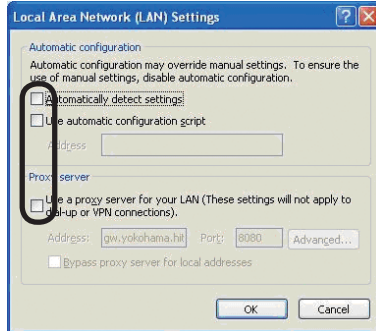 Local Area Network (LAN) Settings
Automatic configuration
Automatic configuration may override manual settings. To ensure the
use of manual settings, disable automatic configuration.
Automatically detect settings
Use automatic configuration script
Address
Proxy server
Use a proxy server for your LAN (These settings will not apply to
dial-up or VPN connections).
Address: gw.yokohama.hit Port: 8080 Advanced...
Bypass proxy server for local addresses
OK Cancel